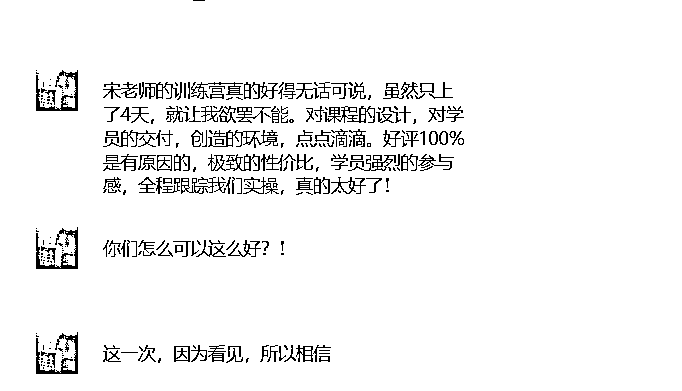 宋老师的训练营真的好得无话可说，虽然只上
了4天，就让我欲罢不能。对课程的设计，对学
员的交付，创造的环境，点点滴滴。好评100%
是有原因的，极致的性价比，学员强烈的参与
感，全程跟踪我们实操，真的太好了！
你们怎么可以这么好？！
这一次，因为看见，所以相信